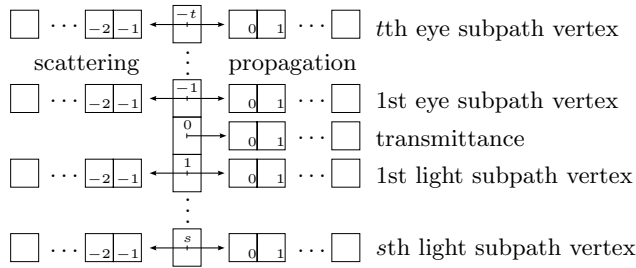 ··· −2 −1 −t 0 1 ··· tth eye subpath vertex
scattering ⋮ propagation
··· −2 −1 −1 0 1 ··· 1st eye subpath vertex
0 0 1 ··· transmittance
··· −2 −1 1 0 1 ··· 1st light subpath vertex
⋮
··· −2 −1 s 0 1 ··· sth light subpath vertex